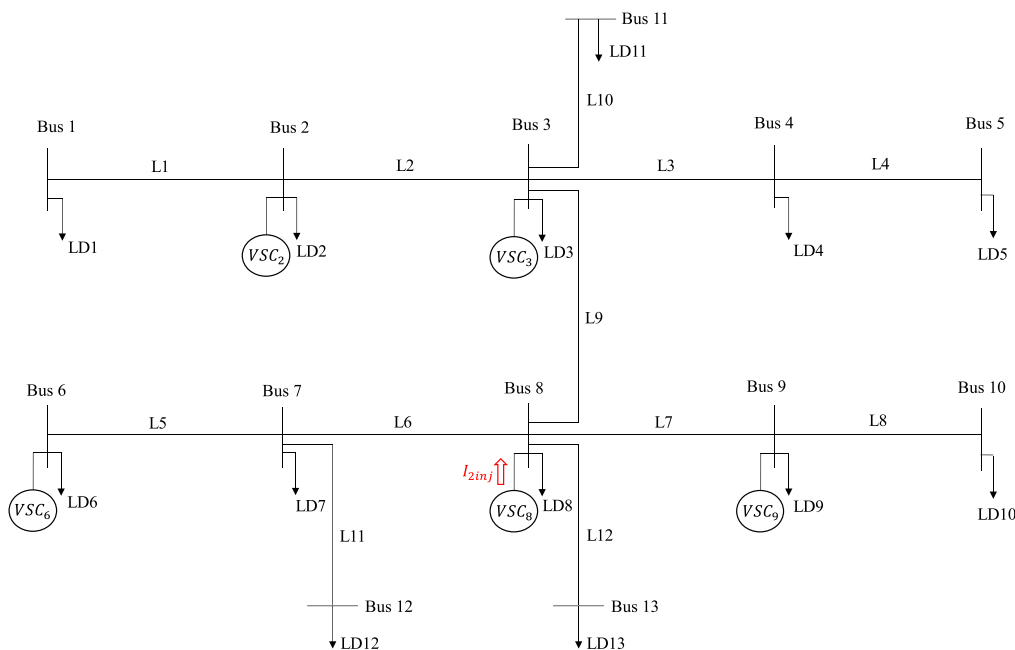 Bus 11
LD11
L10
Bus 1
Bus 2
Bus 3
Bus 4
Bus 5
L1
L2
L3
L4
LD1
VSC₂
LD2
VSC₃
LD3
LD4
LD5
L9
Bus 6
Bus 7
Bus 8
Bus 9
Bus 10
L5
L6
L7
L8
I₂ᵢₙⱼ
VSC₆
LD6
LD7
VSC₈
LD8
VSC₉
LD9
LD10
L11
L12
Bus 12
Bus 13
LD12
LD13